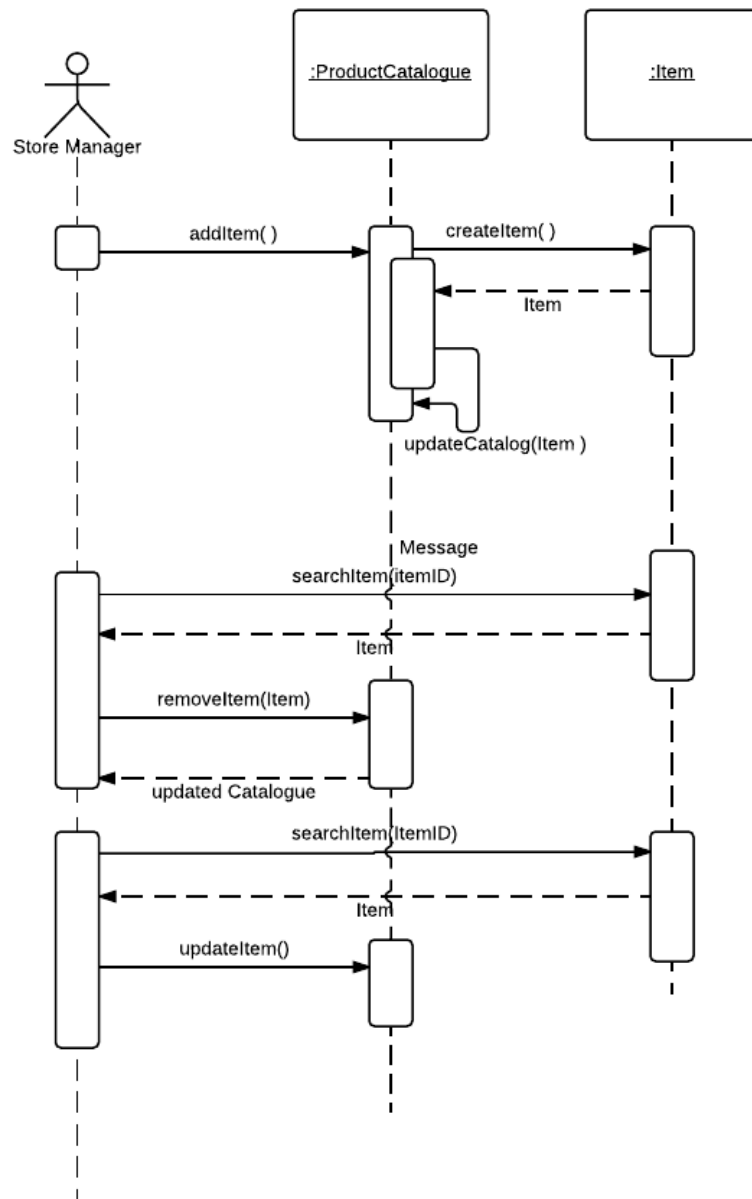 :ProductCatalogue
:Item
Store Manager
addItem( )
createItem( )
Item
updateCatalog(Item )
Message
searchItem(itemID)
Item
removeItem(Item)
updated Catalogue
searchItem(ItemID)
Item
updateItem()